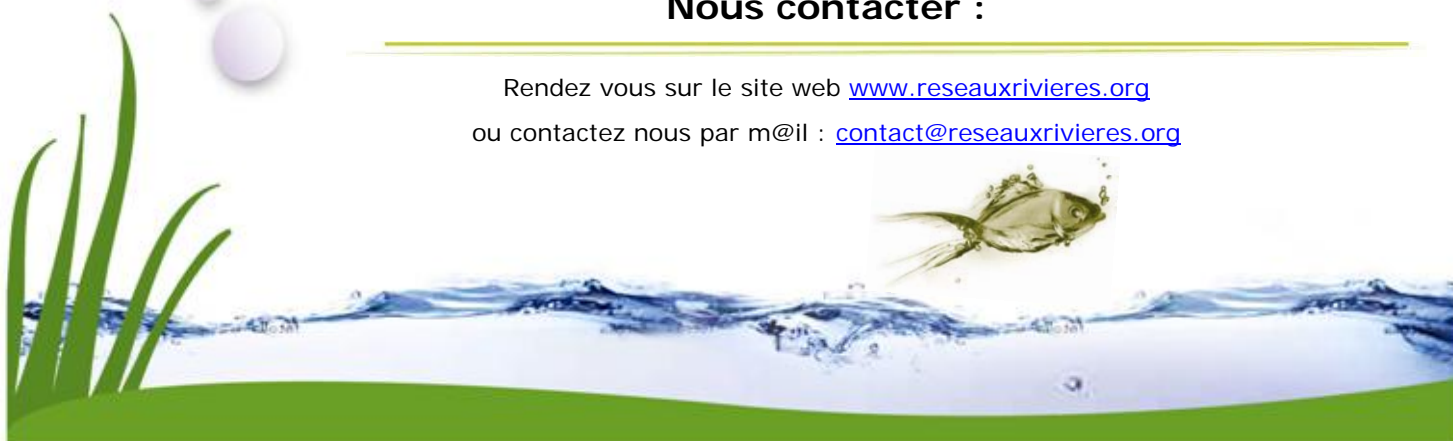 Nous contacter :
Rendez vous sur le site web www.reseauxrivieres.org
ou contactez nous par m@il : contact@reseauxrivieres.org